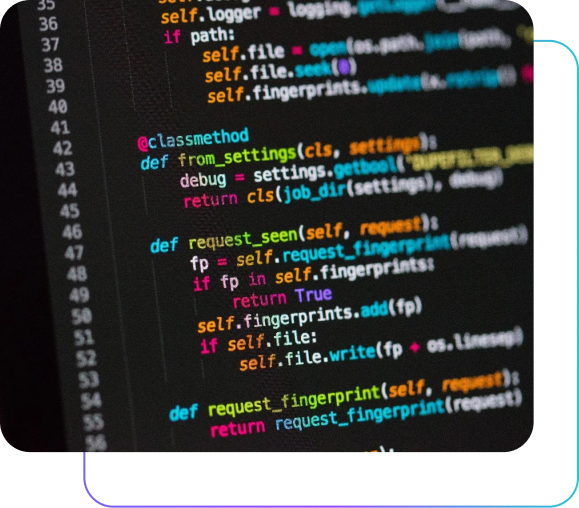 35
36 self.logger = logging.
37 if path:
38 self.file = open(os.path.join(path,
39 self.file.seek(0)
40 self.fingerprints.update(
41
42 @classmethod
43 def from_settings(cls, settings):
44 debug = settings.getbool(
45 return cls(job_dir(settings), debug)
46
47 def request_seen(self, request):
48 fp = self.request_fingerprint(request)
49 if fp in self.fingerprints:
50 return True
51 self.fingerprints.add(fp)
52 if self.file:
53 self.file.write(fp + os.linesep)
54
55 def request_fingerprint(self, request):
56 return request_fingerprint(request)